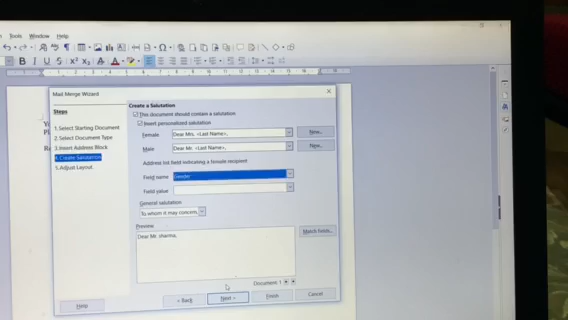 Tools Window Help
Mail Merge Wizard
Steps
1.Select Starting Document
2.Select Document Type
3.Insert Address Block
4.Create Salutation
5.Adjust Layout
Create a Salutation
This document should contain a salutation
Insert personalized salutation
Female Dear Mrs. <Last Name>, New...
Male Dear Mr. <Last Name>, New...
Address list field indicating a female recipient
Field name Gender
Field value
General salutation
To whom it may concern,
Preview
Dear Mr. sharma,
Match fields...
Document: 1
Help < Back Next > Finish Cancel